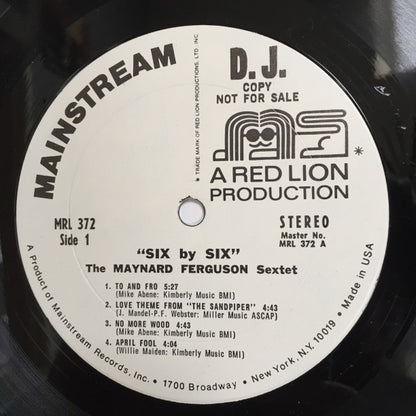 MAINSTREAM
* TRADE MARK OF RED LION PRODUCTIONS, LTD. INC.
D.J.
COPY
NOT FOR SALE
*
A RED LION
PRODUCTION
MRL 372
Side 1
STEREO
Master No.
MRL 372 A
"SIX by SIX"
The MAYNARD FERGUSON Sextet
1. TO AND FRO 5:27
(Mike Abene: Kimberly Music BMI)
2. LOVE THEME FROM "THE SANDPIPER" 4:43
(J. Mandel-P.F. Webster: Miller Music ASCAP)
3. NO MORE WOOD 4:43
(Mike Abene: Kimberly Music BMI)
4. APRIL FOOL 4:04
(Willie Maiden: Kimberly Music BMI)
A Product of Mainstream Records, Inc. • 1700 Broadway • New York, N.Y. 10019 • Made in USA